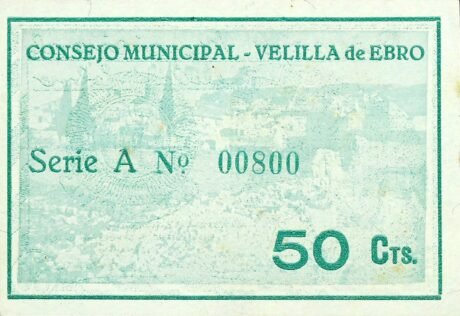 CONSEJO MUNICIPAL - VELILLA de EBRO
Serie A Nº 00800
50 CTS.